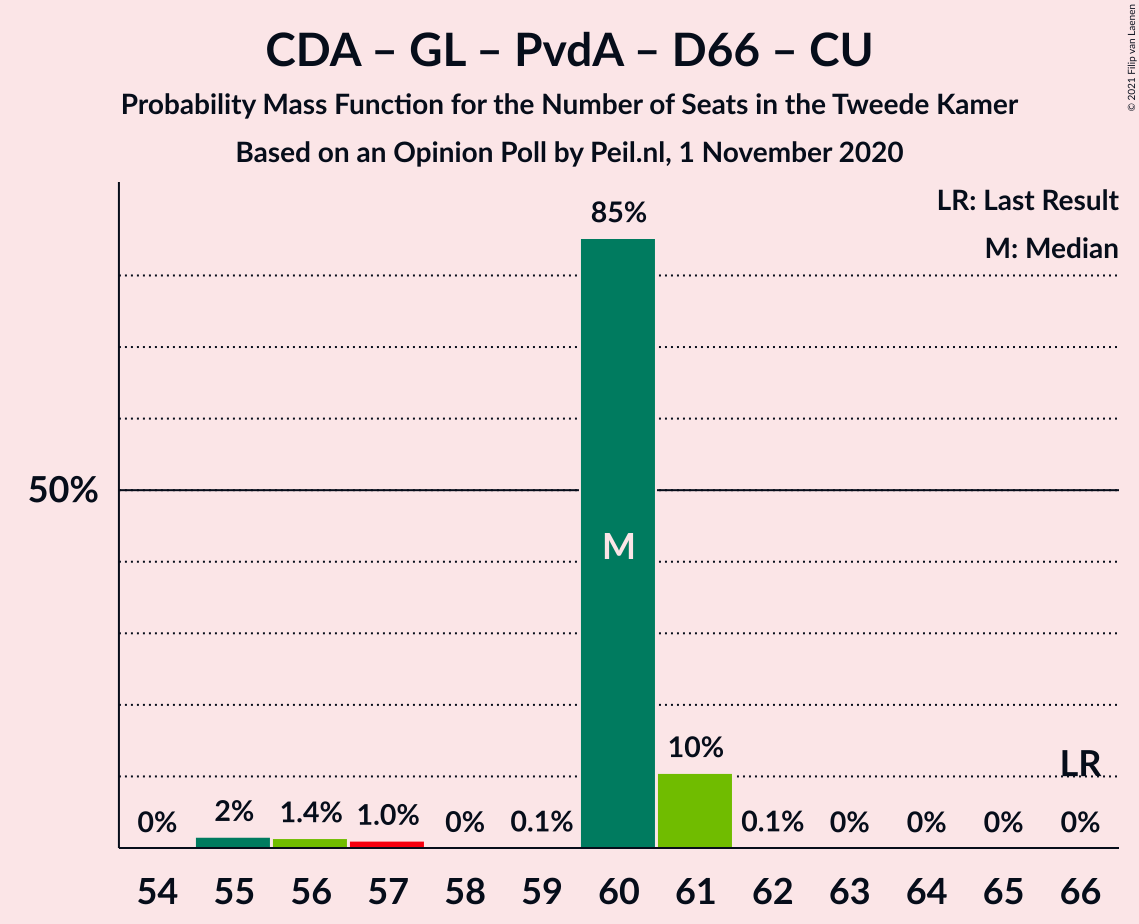 CDA – GL – PvdA – D66 – CU
Probability Mass Function for the Number of Seats in the Tweede Kamer
Based on an Opinion Poll by Peil.nl, 1 November 2020
© 2021 Filip van Laenen
LR: Last Result
M: Median
85%
50%
M
10%
LR
0% 2% 1.4% 1.0% 0% 0.1% 0.1% 0% 0% 0% 0%
54 55 56 57 58 59 60 61 62 63 64 65 66